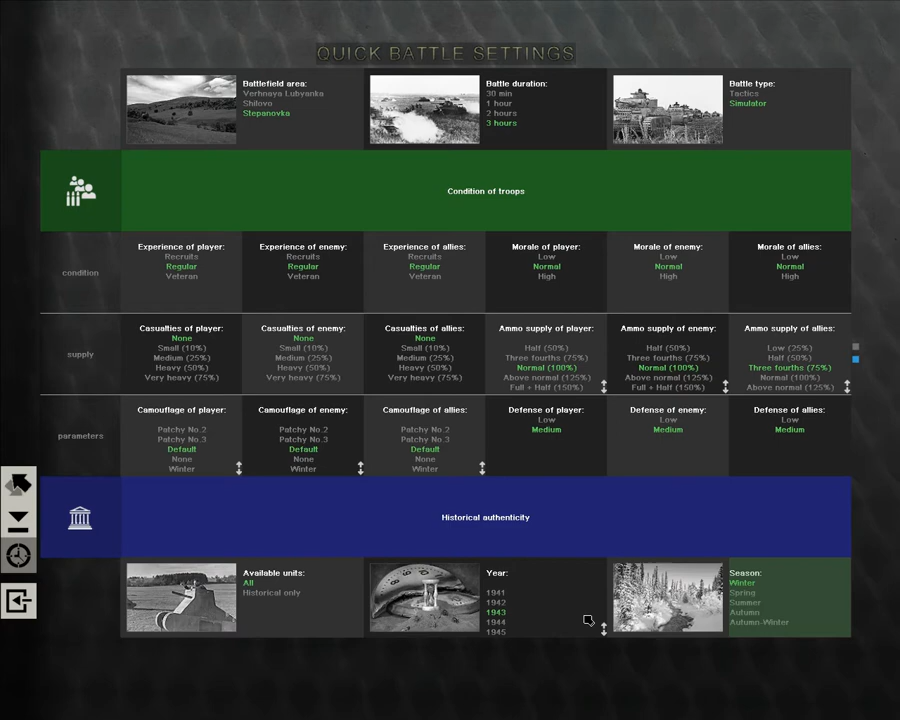 QUICK BATTLE SETTINGS
Battlefield area:
Verhnaya Lubyanka
Shilovo
Stepanovka
Battle duration:
30 min
1 hour
2 hours
3 hours
Battle type:
Tactics
Simulator
Condition of troops
condition
Experience of player:
Recruits
Regular
Veteran
Experience of enemy:
Recruits
Regular
Veteran
Experience of allies:
Recruits
Regular
Veteran
Morale of player:
Low
Normal
High
Morale of enemy:
Low
Normal
High
Morale of allies:
Low
Normal
High
supply
Casualties of player:
None
Small (10%)
Medium (25%)
Heavy (50%)
Very heavy (75%)
Casualties of enemy:
None
Small (10%)
Medium (25%)
Heavy (50%)
Very heavy (75%)
Casualties of allies:
None
Small (10%)
Medium (25%)
Heavy (50%)
Very heavy (75%)
Ammo supply of player:
Half (50%)
Three fourths (75%)
Normal (100%)
Above normal (125%)
Full + Half (150%)
Ammo supply of enemy:
Half (50%)
Three fourths (75%)
Normal (100%)
Above normal (125%)
Full + Half (150%)
Ammo supply of allies:
Low (25%)
Half (50%)
Three fourths (75%)
Normal (100%)
Above normal (125%)
parameters
Camouflage of player:
Patchy No.2
Patchy No.3
Default
None
Winter
Camouflage of enemy:
Patchy No.2
Patchy No.3
Default
None
Winter
Camouflage of allies:
Patchy No.2
Patchy No.3
Default
None
Winter
Defense of player:
Low
Medium
Defense of enemy:
Low
Medium
Defense of allies:
Low
Medium
Historical authenticity
Available units:
All
Historical only
Year:
1941
1942
1943
1944
1945
Season:
Winter
Spring
Summer
Autumn
Autumn-Winter